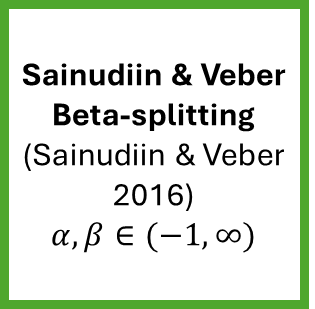 Sainudiin & Veber
Beta-splitting
(Sainudiin & Veber
2016)
𝛼, 𝛽 ∈ (−1, ∞)